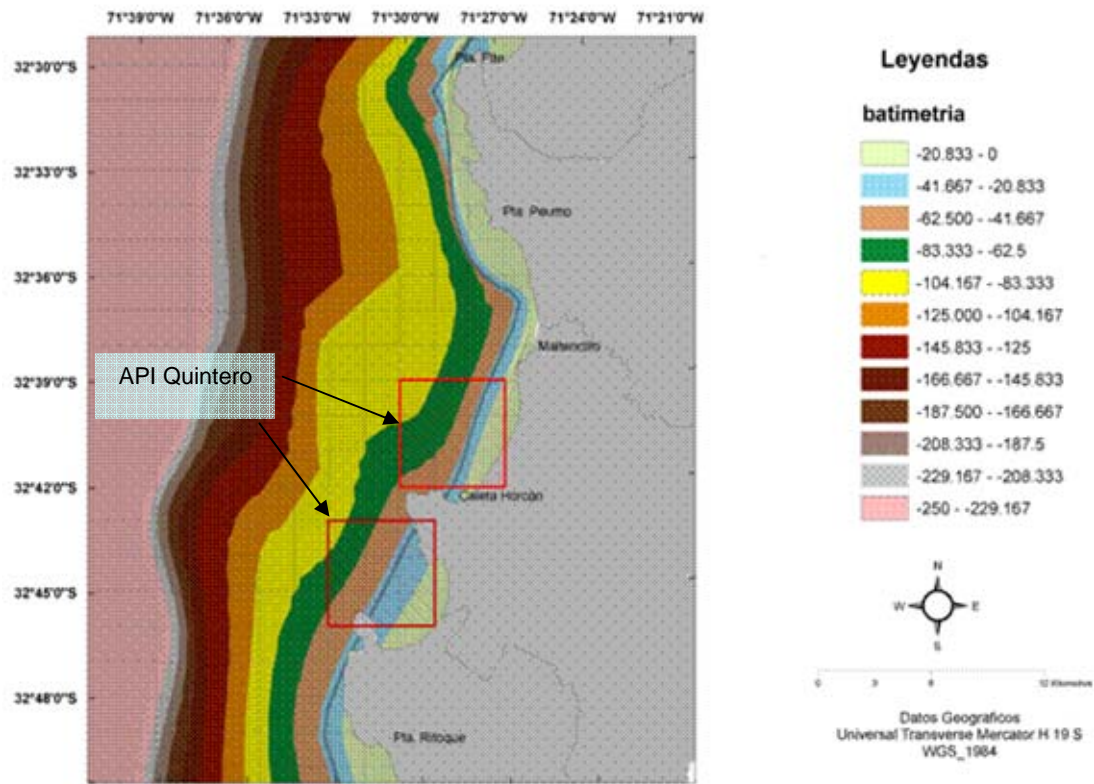 71°39'0"W 71°36'0"W 71°33'0"W 71°30'0"W 71°27'0"W 71°24'0"W 71°21'0"W
32°30'0"S
32°33'0"S
32°36'0"S
32°39'0"S
32°42'0"S
32°45'0"S
32°48'0"S
Pta. Pite
Pta. Peumo
Maitencillo
API Quintero
Caleta Horcón
Pta. Ritoque
Leyendas
batimetria
-20.833 - 0
-41.667 - -20.833
-62.500 - -41.667
-83.333 - -62.5
-104.167 - -83.333
-125.000 - -104.167
-145.833 - -125
-166.667 - -145.833
-187.500 - -166.667
-208.333 - -187.5
-229.167 - -208.333
-250 - -229.167
N
W E
S
0 3 6 12 Kilometros
Datos Geograficos
Universal Transverse Mercator H 19 S
WGS_1984